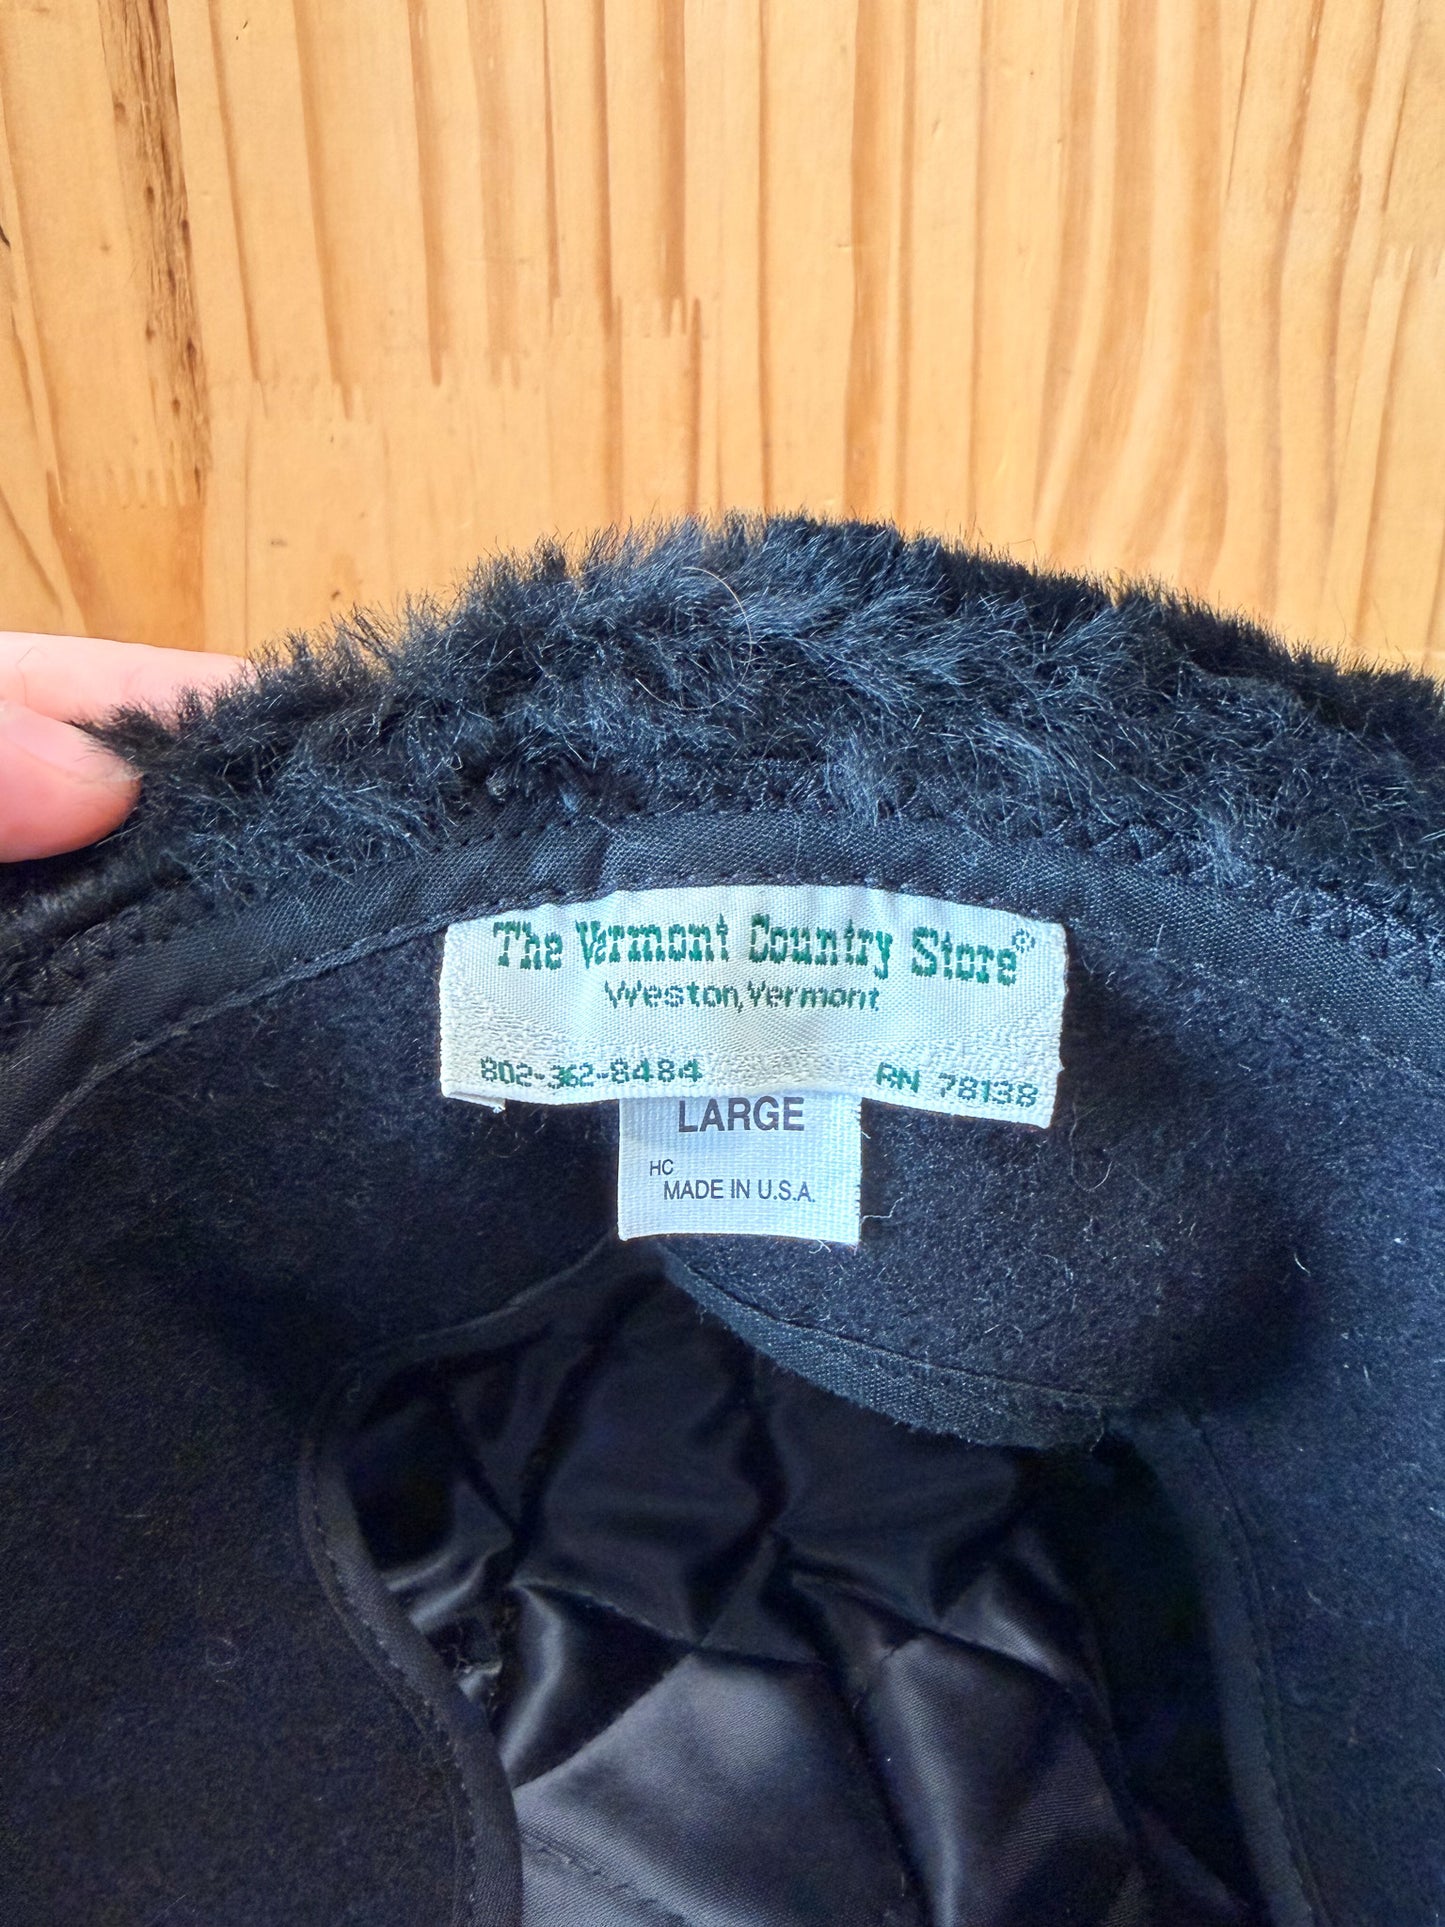 The Vermont Country Store®
Weston, Vermont
802-362-8484 RN 78138
LARGE
HC
MADE IN U.S.A.